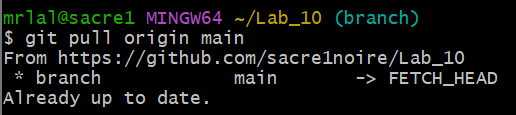 mrlal@sacre1 MINGW64 ~/Lab_10 (branch)
$ git pull origin main
From https://github.com/sacre1noire/Lab_10
 * branch            main       -> FETCH_HEAD
Already up to date.